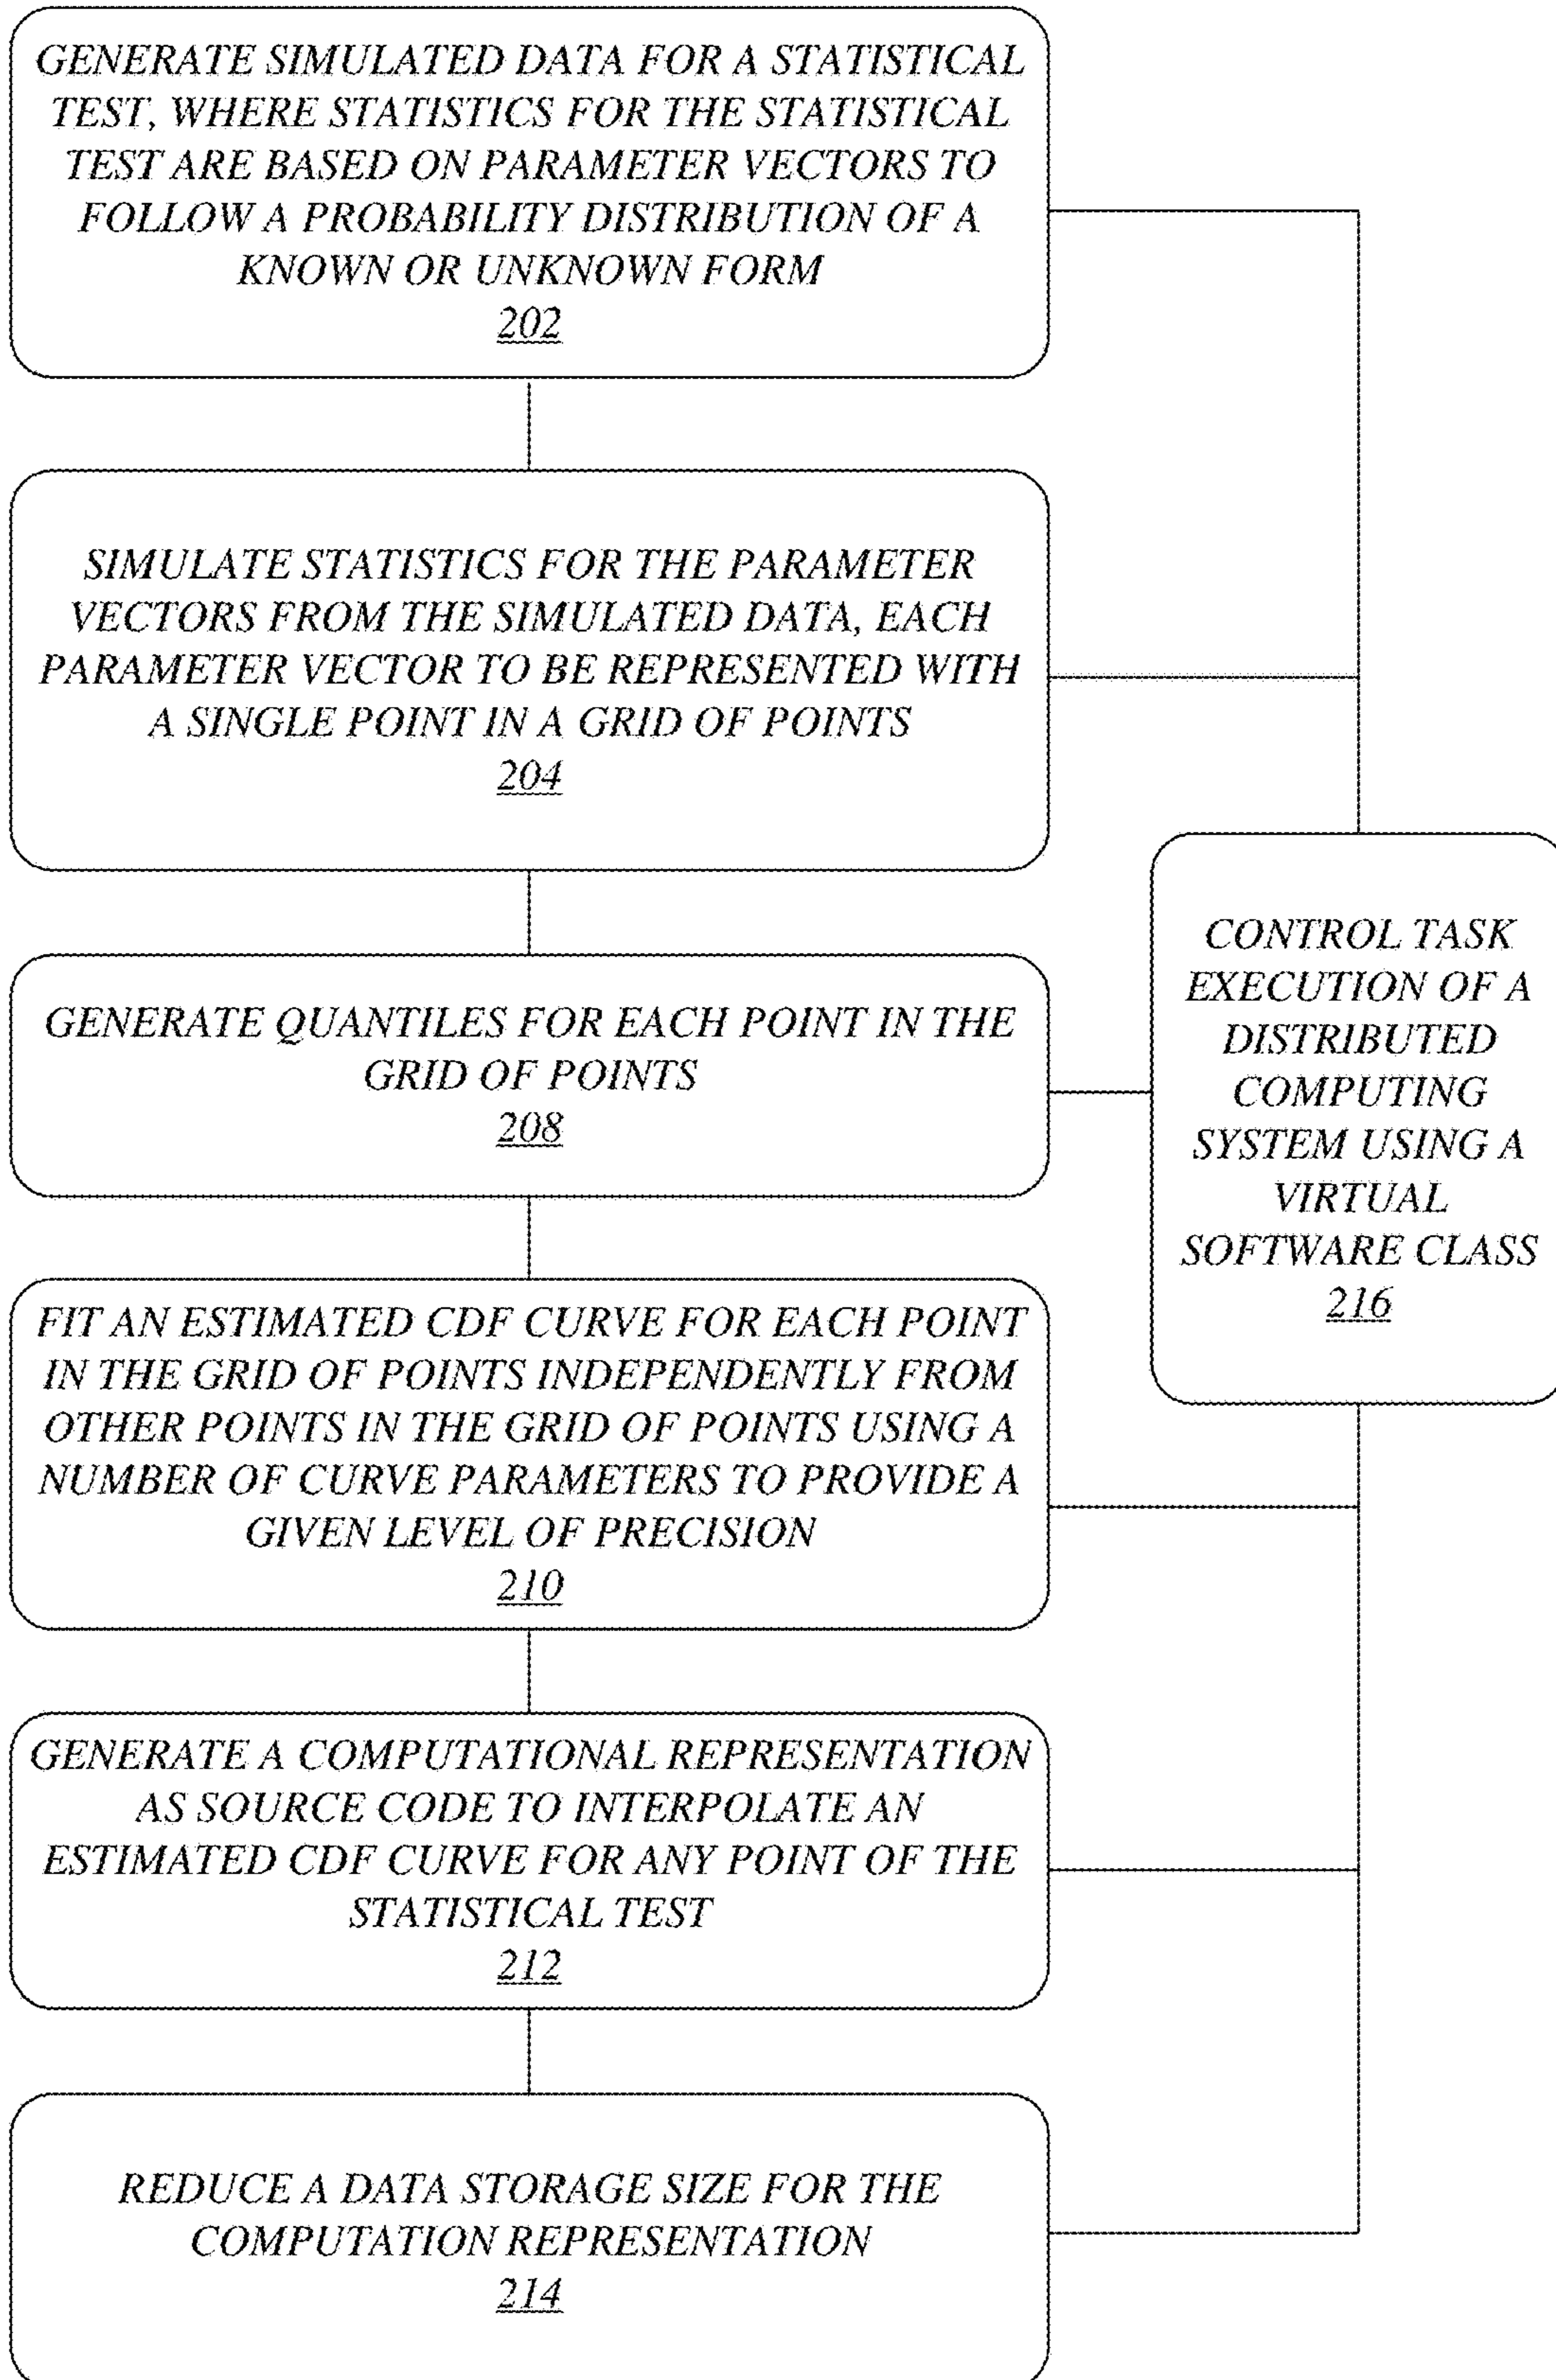 GENERATE SIMULATED DATA FOR A STATISTICAL
TEST, WHERE STATISTICS FOR THE STATISTICAL
TEST ARE BASED ON PARAMETER VECTORS TO
FOLLOW A PROBABILITY DISTRIBUTION OF A
KNOWN OR UNKNOWN FORM
202
SIMULATE STATISTICS FOR THE PARAMETER
VECTORS FROM THE SIMULATED DATA, EACH
PARAMETER VECTOR TO BE REPRESENTED WITH
A SINGLE POINT IN A GRID OF POINTS
204
GENERATE QUANTILES FOR EACH POINT IN THE
GRID OF POINTS
208
FIT AN ESTIMATED CDF CURVE FOR EACH POINT
IN THE GRID OF POINTS INDEPENDENTLY FROM
OTHER POINTS IN THE GRID OF POINTS USING A
NUMBER OF CURVE PARAMETERS TO PROVIDE A
GIVEN LEVEL OF PRECISION
210
GENERATE A COMPUTATIONAL REPRESENTATION
AS SOURCE CODE TO INTERPOLATE AN
ESTIMATED CDF CURVE FOR ANY POINT OF THE
STATISTICAL TEST
212
REDUCE A DATA STORAGE SIZE FOR THE
COMPUTATION REPRESENTATION
214
CONTROL TASK
EXECUTION OF A
DISTRIBUTED
COMPUTING
SYSTEM USING A
VIRTUAL
SOFTWARE CLASS
216